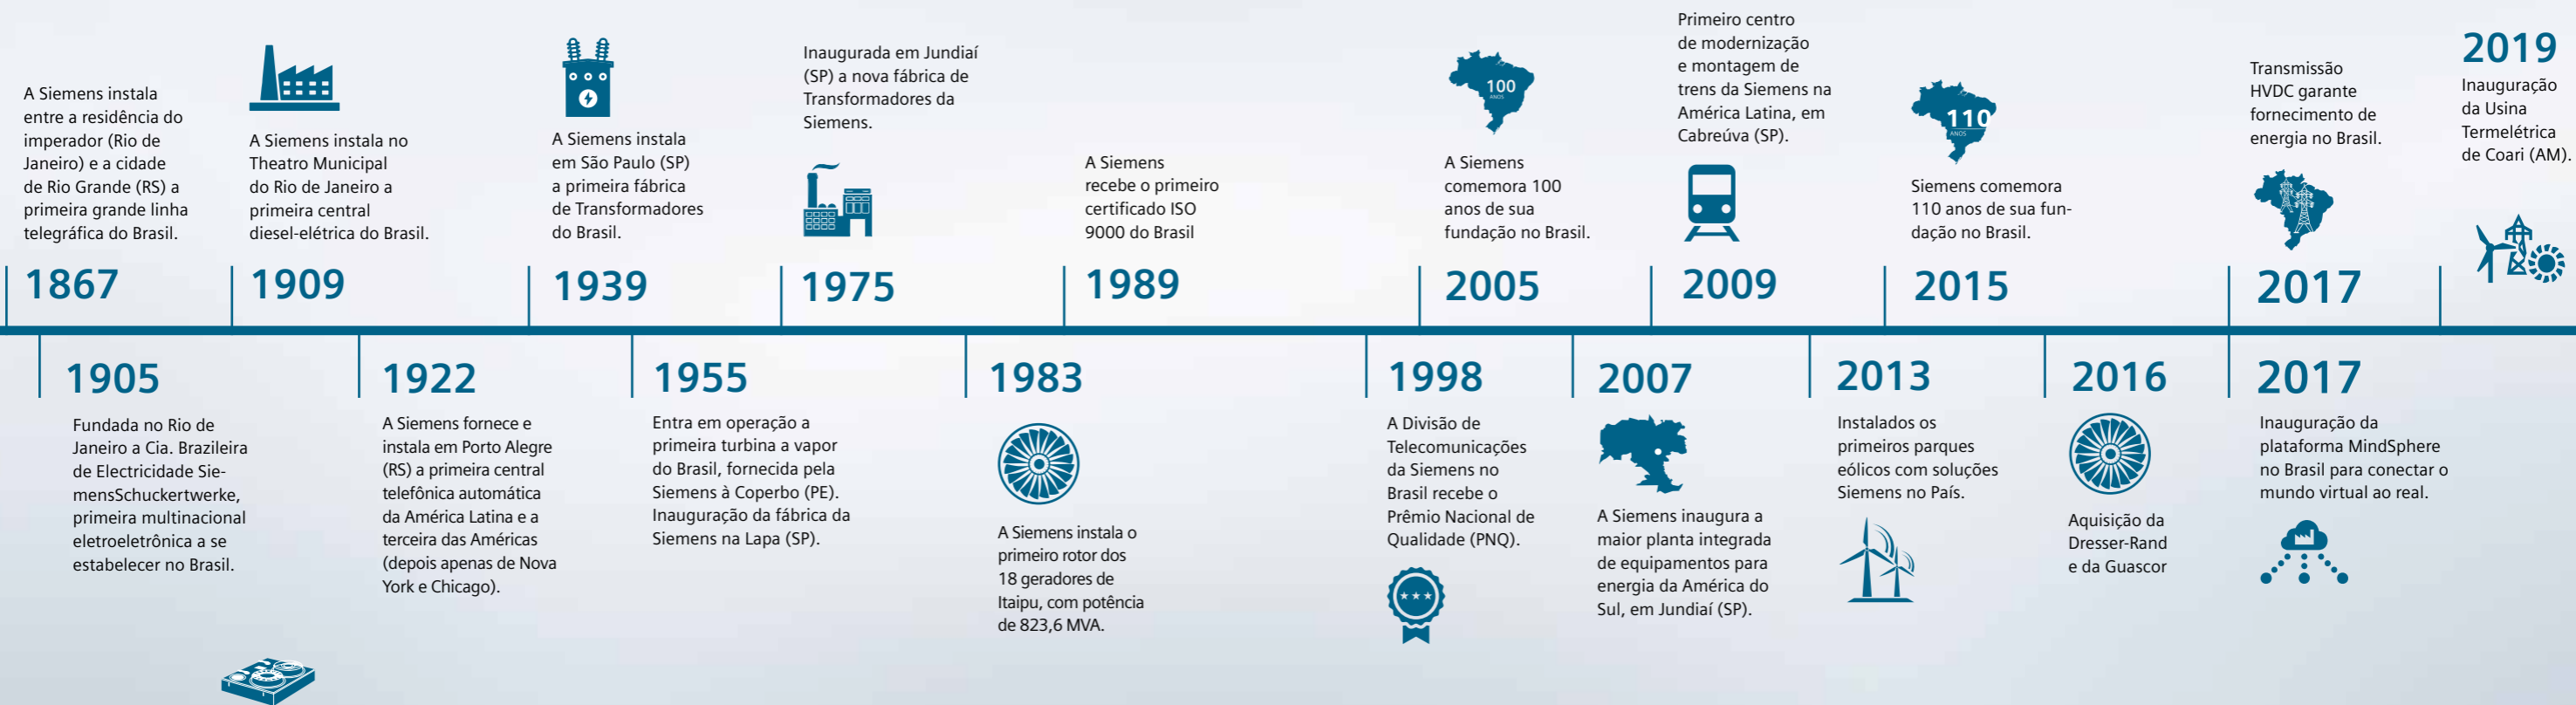 A Siemens instala
entre a residência do
imperador (Rio de
Janeiro) e a cidade
de Rio Grande (RS) a
primeira grande linha
telegráfica do Brasil.
1867
A Siemens instala no
Theatro Municipal
do Rio de Janeiro a
primeira central
diesel-elétrica do Brasil.
1909
A Siemens instala
em São Paulo (SP)
a primeira fábrica
de Transformadores
do Brasil.
1939
Inaugurada em Jundiaí
(SP) a nova fábrica de
Transformadores da
Siemens.
1975
A Siemens
recebe o primeiro
certificado ISO
9000 do Brasil
1989
100
ANOS
A Siemens
comemora 100
anos de sua
fundação no Brasil.
2005
Primeiro centro
de modernização
e montagem de
trens da Siemens na
América Latina, em
Cabreúva (SP).
2009
110
ANOS
Siemens comemora
110 anos de sua fun-
dação no Brasil.
2015
Transmissão
HVDC garante
fornecimento de
energia no Brasil.
2017
2019
Inauguração
da Usina
Termelétrica
de Coari (AM).
1905
Fundada no Rio de
Janeiro a Cia. Brazileira
de Electricidade Sie-
mensSchuckertwerke,
primeira multinacional
eletroeletrônica a se
estabelecer no Brasil.
1922
A Siemens fornece e
instala em Porto Alegre
(RS) a primeira central
telefônica automática
da América Latina e a
terceira das Américas
(depois apenas de Nova
York e Chicago).
1955
Entra em operação a
primeira turbina a vapor
do Brasil, fornecida pela
Siemens à Coperbo (PE).
Inauguração da fábrica da
Siemens na Lapa (SP).
1983
A Siemens instala o
primeiro rotor dos
18 geradores de
Itaipu, com potência
de 823,6 MVA.
1998
A Divisão de
Telecomunicações
da Siemens no
Brasil recebe o
Prêmio Nacional de
Qualidade (PNQ).
2007
A Siemens inaugura a
maior planta integrada
de equipamentos para
energia da América do
Sul, em Jundiaí (SP).
2013
Instalados os
primeiros parques
eólicos com soluções
Siemens no País.
2016
Aquisição da
Dresser-Rand
e da Guascor
2017
Inauguração da
plataforma MindSphere
no Brasil para conectar o
mundo virtual ao real.